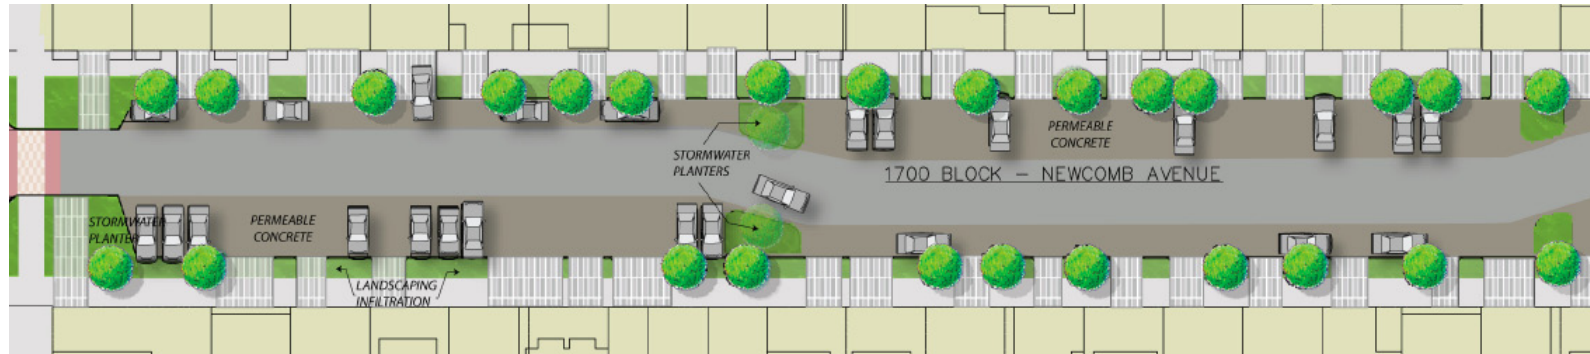 STORMWATER
PLANTERS
PERMEABLE
CONCRETE
1700 BLOCK – NEWCOMB AVENUE
STORMWATER
PLANTER
PERMEABLE
CONCRETE
LANDSCAPING
INFILTRATION